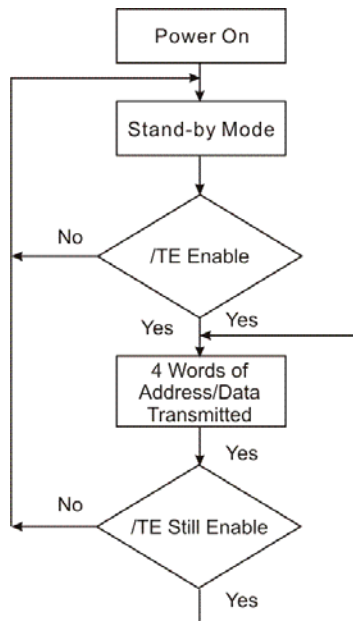 Power On
Stand-by Mode
No
/TE Enable
Yes
Yes
4 Words of
Address/Data
Transmitted
Yes
No
/TE Still Enable
Yes